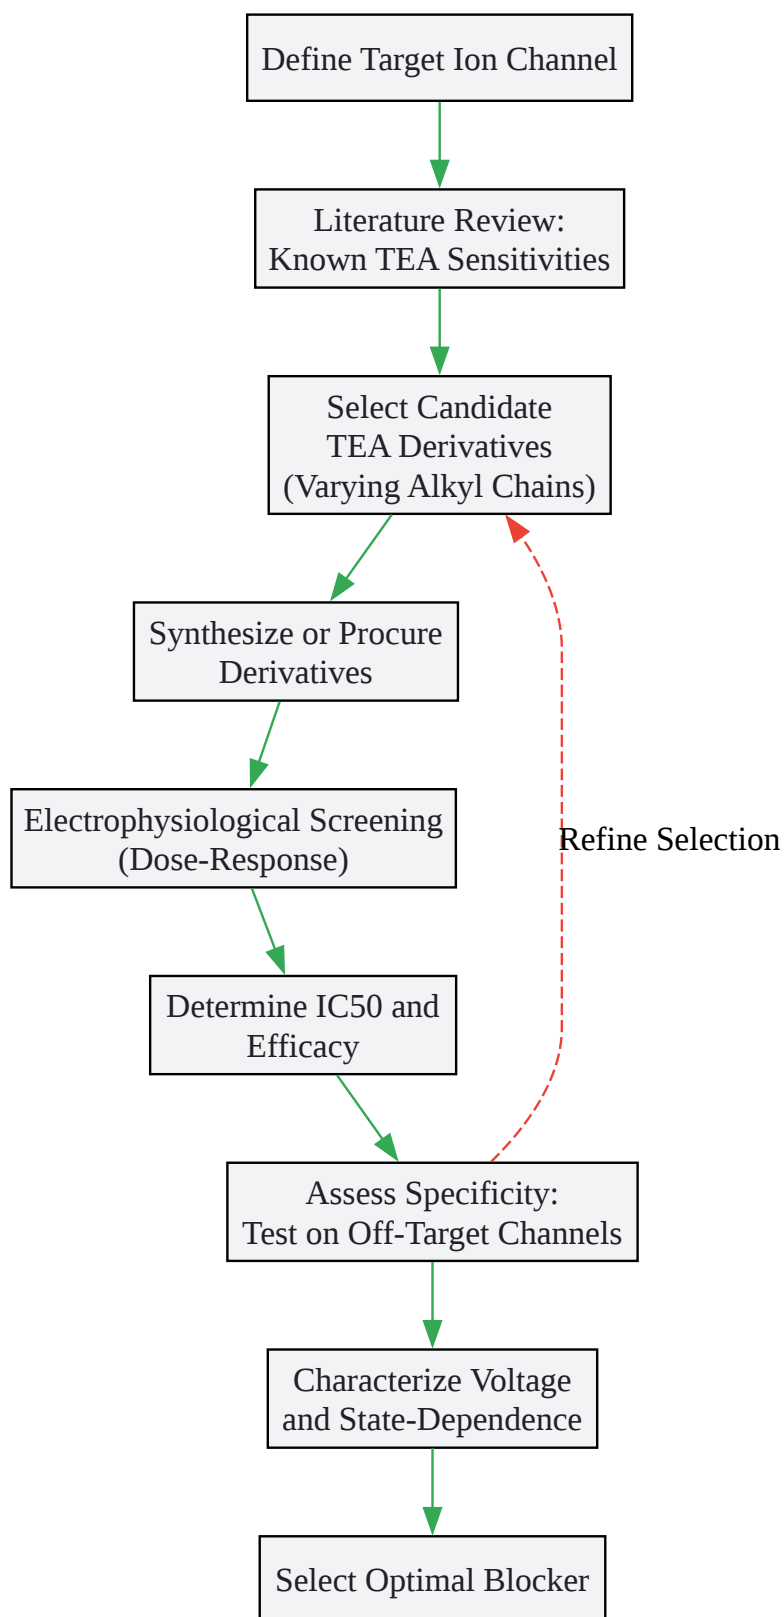 Define Target Ion Channel
Literature Review:
Known TEA Sensitivities
Select Candidate
TEA Derivatives
(Varying Alkyl Chains)
Synthesize or Procure
Derivatives
Electrophysiological Screening
(Dose-Response)
Refine Selection
Determine IC50 and
Efficacy
Assess Specificity:
Test on Off-Target Channels
Characterize Voltage
and State-Dependence
Select Optimal Blocker